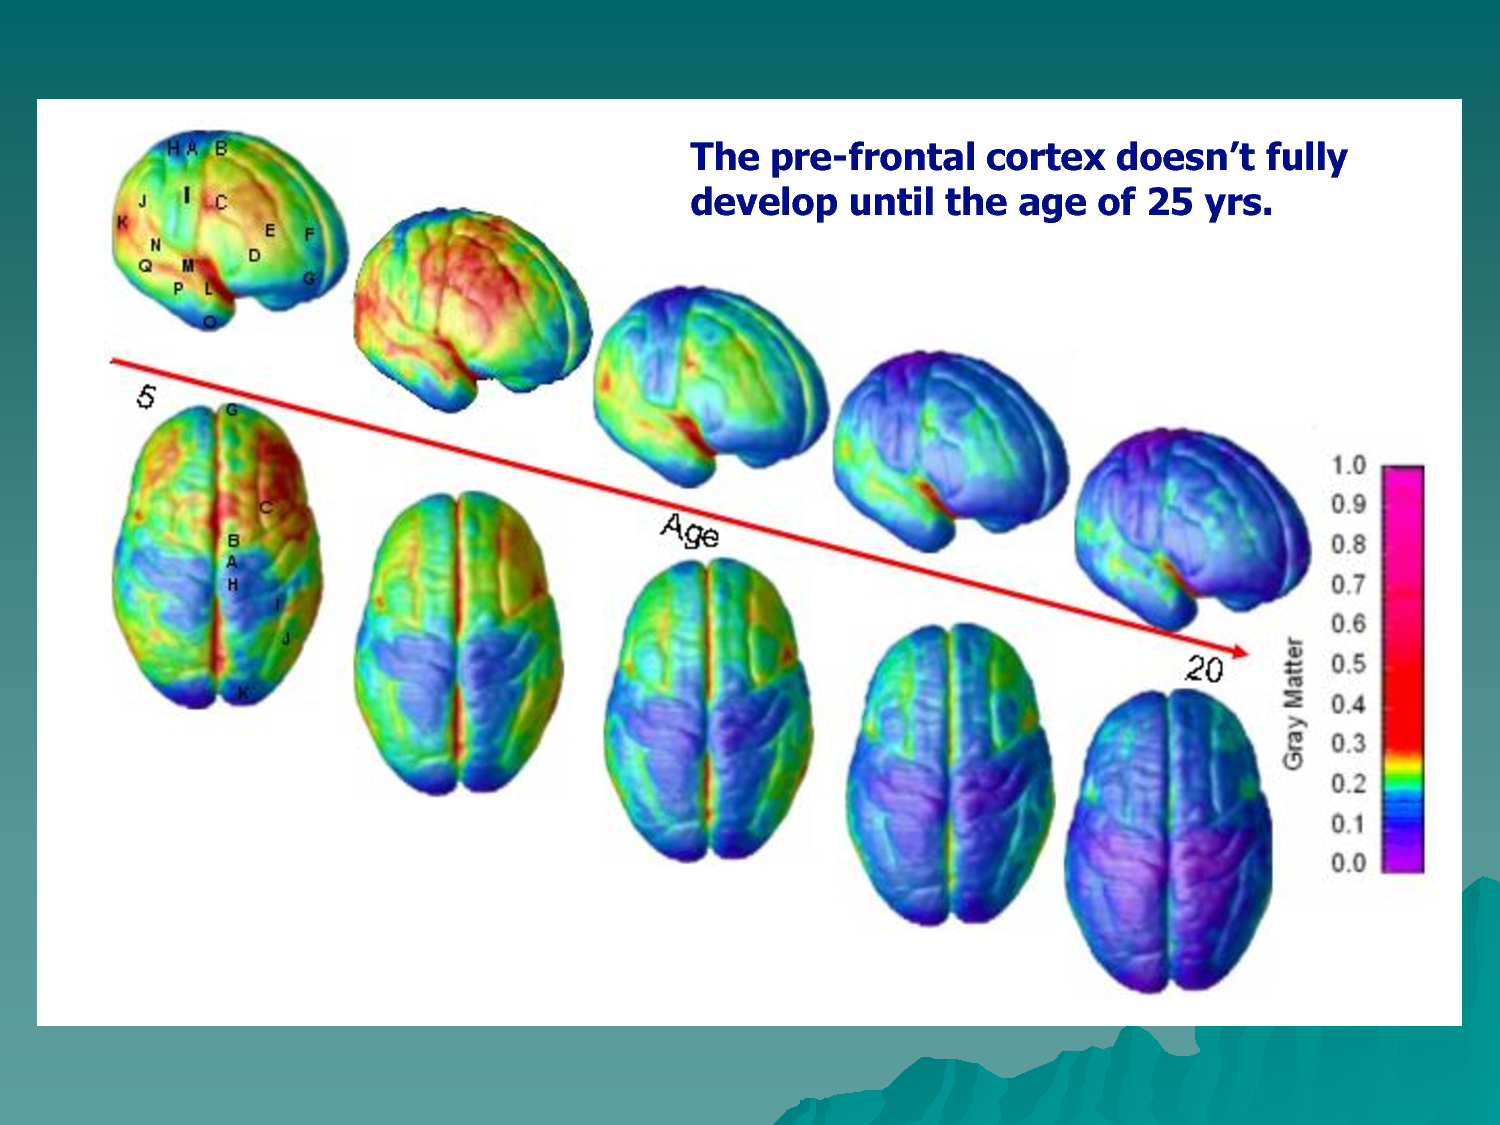 The pre-frontal cortex doesn’t fully
develop until the age of 25 yrs.
H A B
J I C
K E F
N D
Q M G
P L
O
5
G
C
B
A
H
I
J
K
Age
20
Gray Matter
1.0
0.9
0.8
0.7
0.6
0.5
0.4
0.3
0.2
0.1
0.0